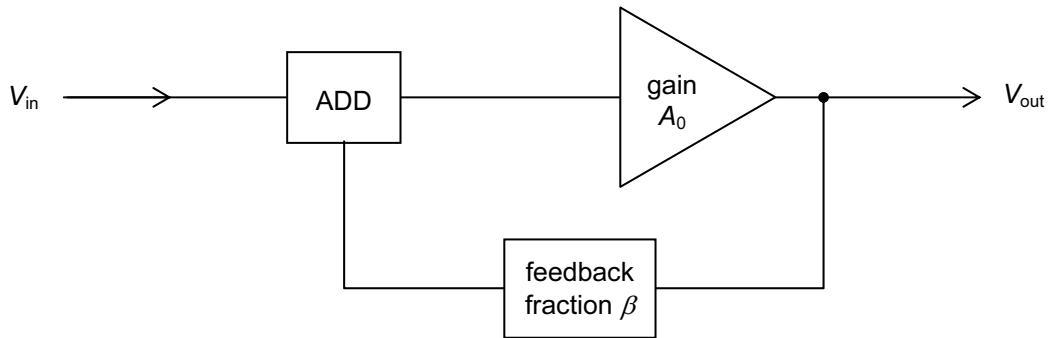 V_in
ADD
gain
A_0
V_out
feedback
fraction β